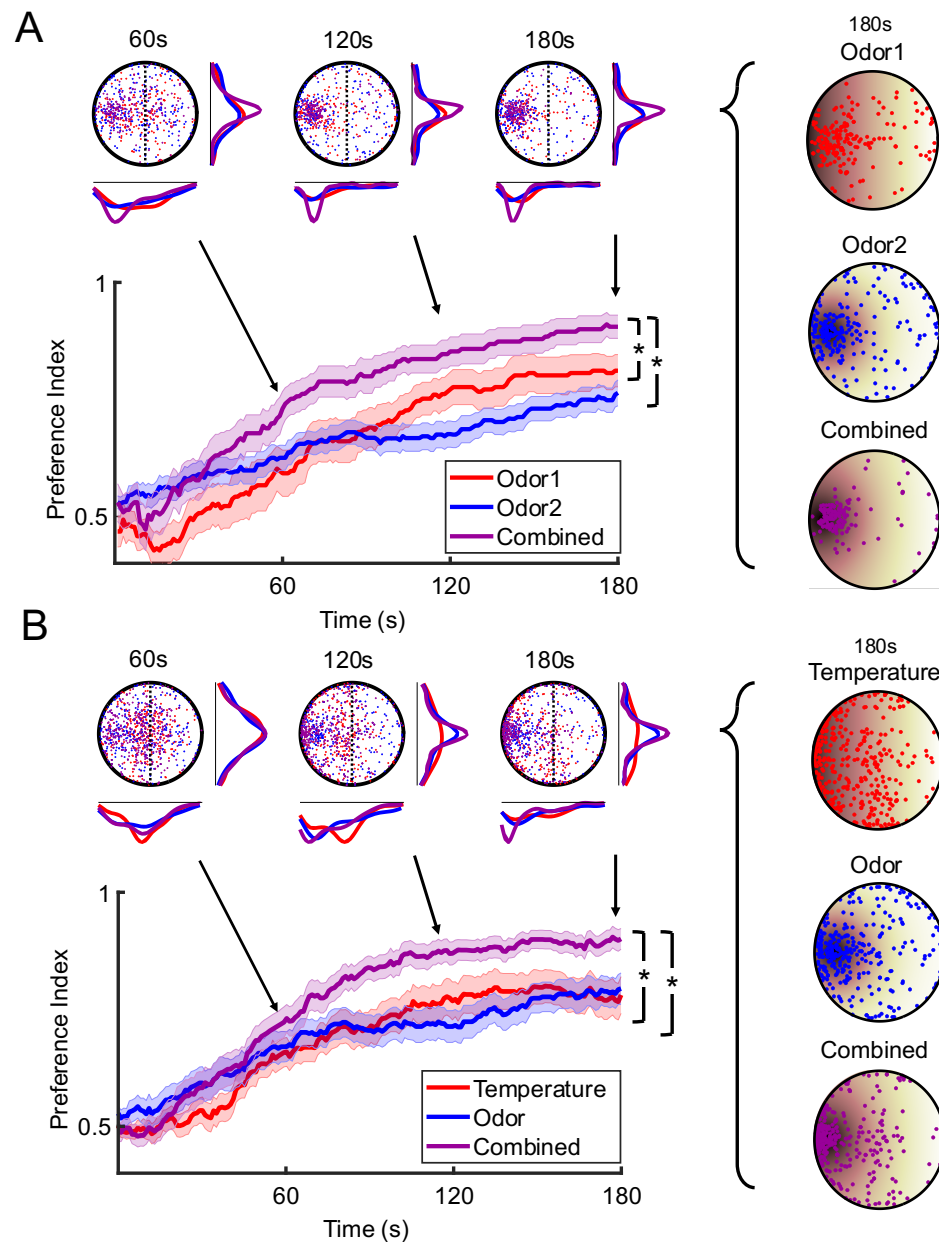 A
60s 120s 180s
180s
Odor1
Odor2
Combined
1
0.5
Preference Index
*
*
Odor1
Odor2
Combined
60 120 180
Time (s)
B
60s 120s 180s
180s
Temperature
Odor
Combined
1
0.5
Preference Index
*
*
Temperature
Odor
Combined
60 120 180
Time (s)